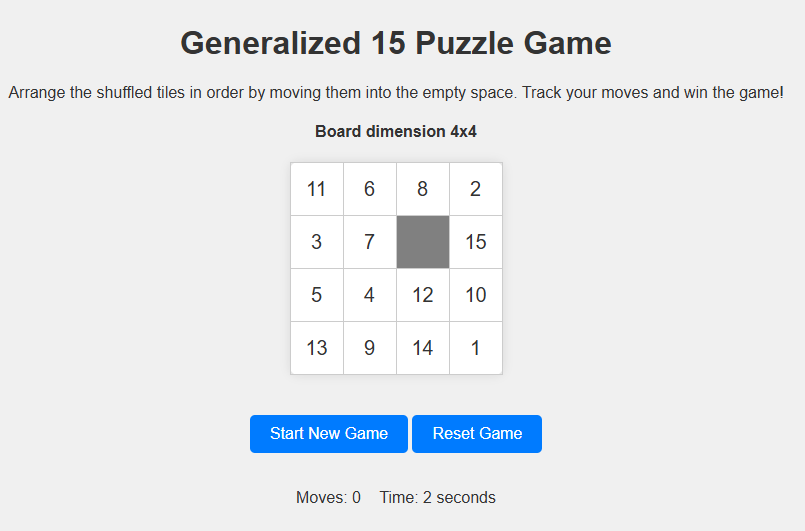 Generalized 15 Puzzle Game
Arrange the shuffled tiles in order by moving them into the empty space. Track your moves and win the game!
Board dimension 4x4
11 6 8 2
3 7 15
5 4 12 10
13 9 14 1
Start New Game Reset Game
Moves: 0 Time: 2 seconds